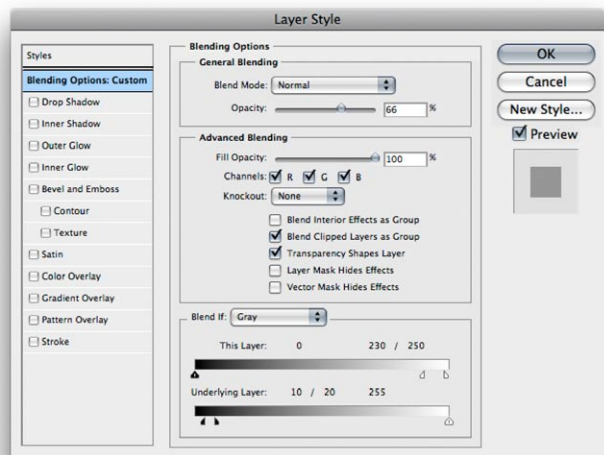 Layer Style
Styles
Blending Options: Custom
Drop Shadow
Inner Shadow
Outer Glow
Inner Glow
Bevel and Emboss
Contour
Texture
Satin
Color Overlay
Gradient Overlay
Pattern Overlay
Stroke
Blending Options
General Blending
Blend Mode: Normal
Opacity: 66 %
Advanced Blending
Fill Opacity: 100 %
Channels: R G B
Knockout: None
Blend Interior Effects as Group
Blend Clipped Layers as Group
Transparency Shapes Layer
Layer Mask Hides Effects
Vector Mask Hides Effects
Blend If: Gray
This Layer: 0 230 / 250
Underlying Layer: 10 / 20 255
OK
Cancel
New Style...
Preview